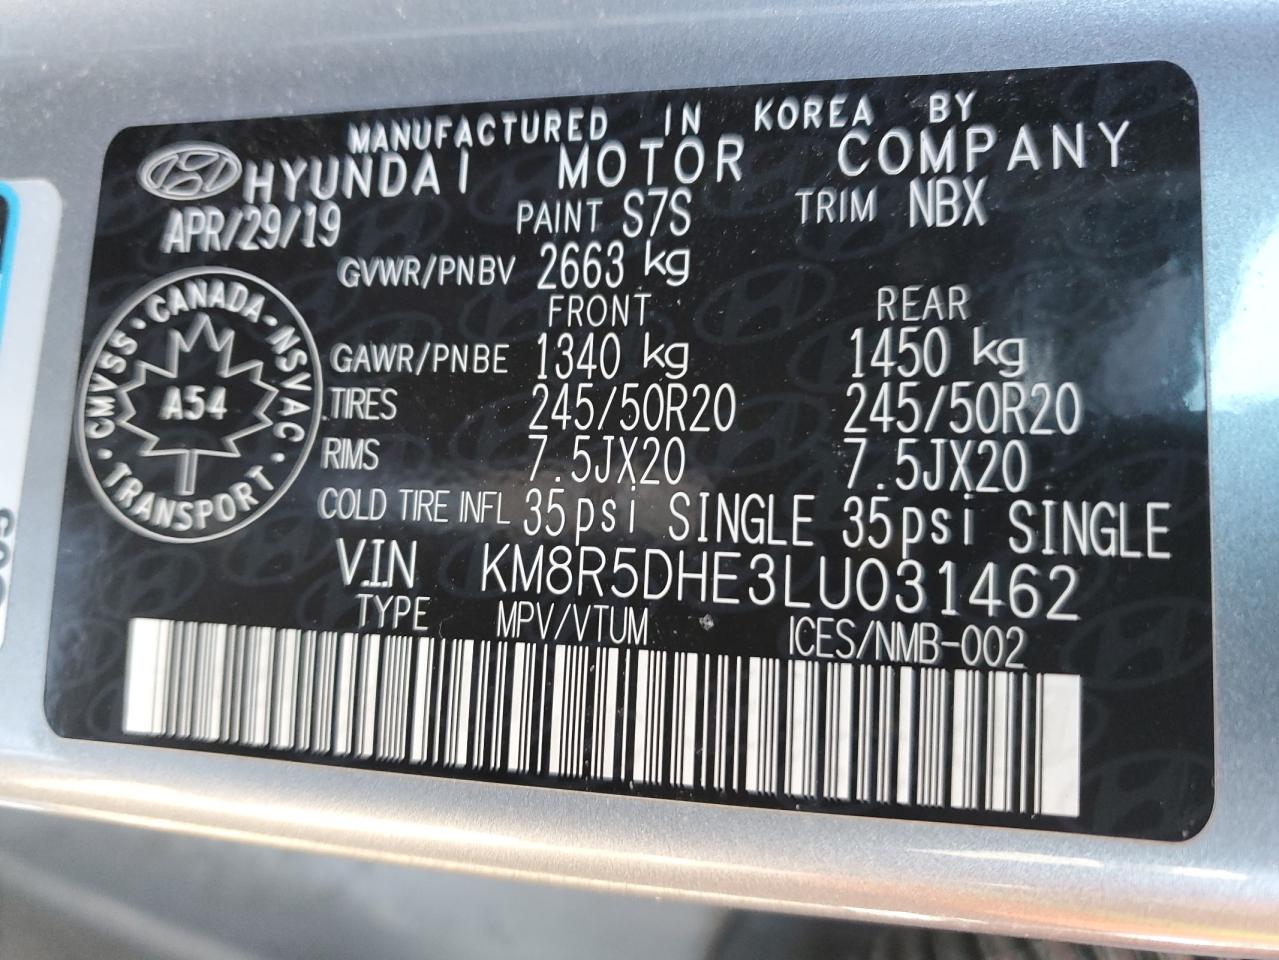 MANUFACTURED IN KOREA BY
HYUNDAI MOTOR COMPANY
APR/29/19 PAINT S7S TRIM NBX
GVWR/PNBV 2663 kg
FRONT REAR
GAWR/PNBE 1340 kg 1450 kg
TIRES 245/50R20 245/50R20
RIMS 7.5JX20 7.5JX20
COLD TIRE INFL 35psi SINGLE 35psi SINGLE
V.I.N KM8R5DHE3LU031462
TYPE MPV/VTUM ICES/NMB-002
CMVSS · CANADA · NSVAC · TRANSPORT ·
A54